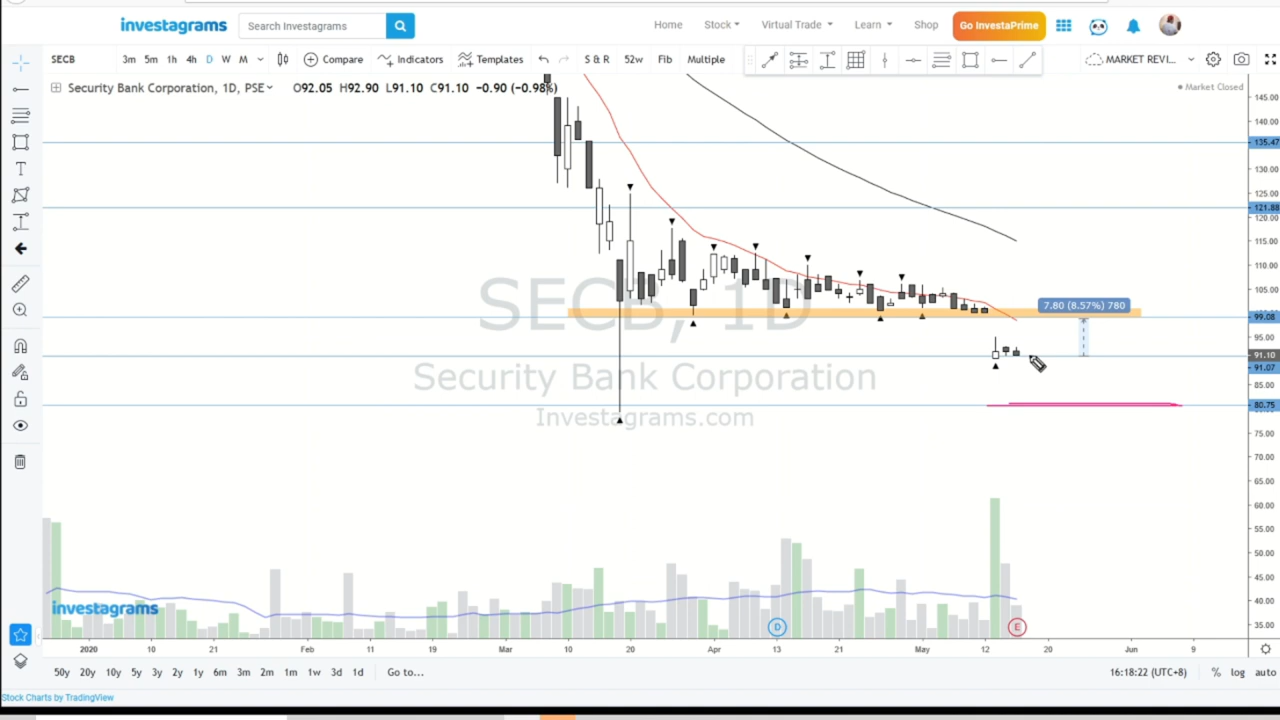 investagrams
Search Investagrams
Home
Stock
Virtual Trade
Learn
Shop
Go InvestaPrime
SECB
3m 5m 1h 4h D W
Compare
Indicators
Templates
S & R
52w
Fib
Multiple
MARKET REVI...
Security Bank Corporation, 1D, PSE
O92.05 H92.90 L91.10 C91.10 −0.90 (−0.98%)
Market Closed
145.00
140.00
135.47
130.00
125.00
121.88
120.00
115.00
110.00
105.00
7.80 (8.57%) 780
99.08
95.00
91.10
91.07
85.00
80.75
75.00
70.00
65.00
60.00
55.00
50.00
45.00
40.00
35.00
SECB, 1D
Security Bank Corporation
Investagrams.com
investagrams
D
E
2020 10 21 Feb 11 19 Mar 10 20 Apr 13 21 May 12 20 Jun 9
50y 20y 10y 5y 3y 2y 1y 6m 3m 2m 1m 1w 3d 1d Go to...
16:18:22 (UTC+8)
% log auto
Stock Charts by TradingView